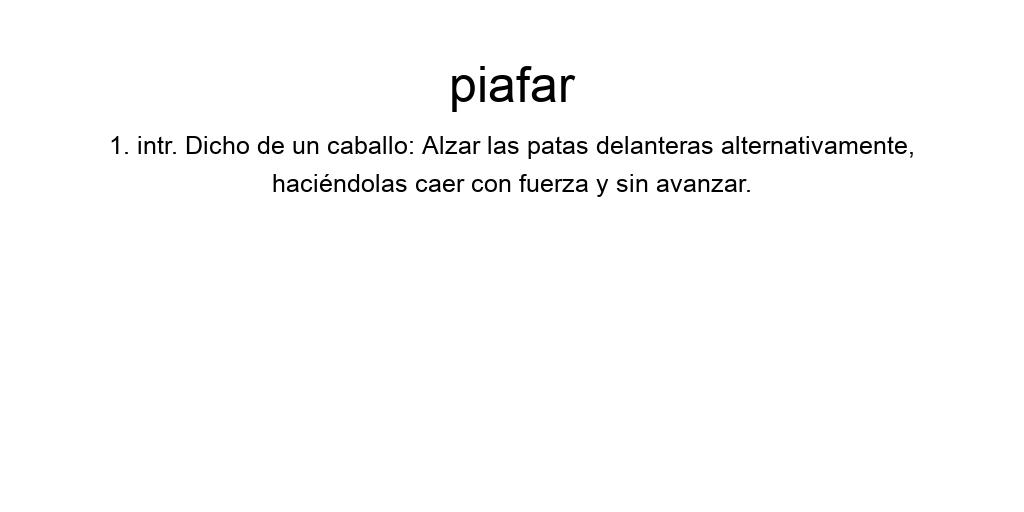 piafar
1. intr. Dicho de un caballo: Alzar las patas delanteras alternativamente,
haciéndolas caer con fuerza y sin avanzar.